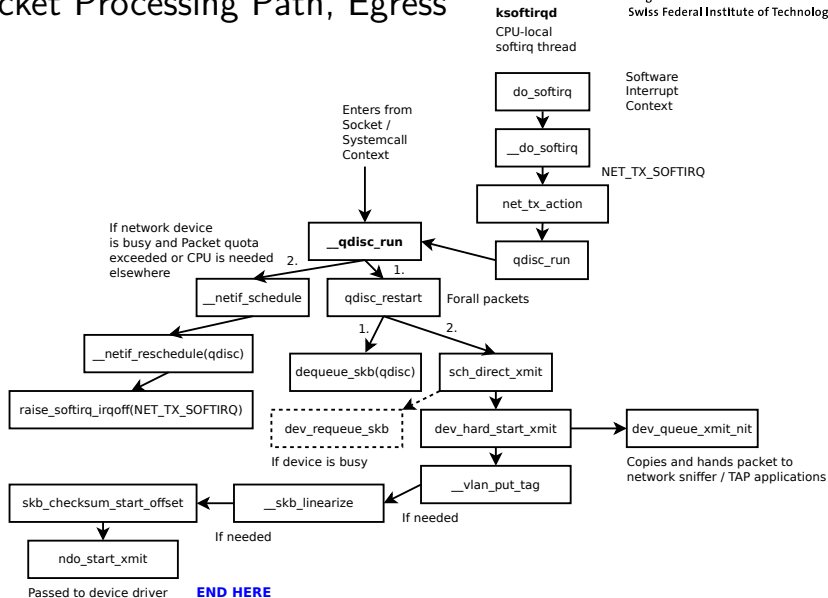 Packet Processing Path, Egress
Swiss Federal Institute of Technolog
ksoftirqd
CPU-local
softirq thread
do_softirq
Software
Interrupt
Context
Enters from
Socket /
Systemcall
Context
__do_softirq
NET_TX_SOFTIRQ
net_tx_action
If network device
is busy and Packet quota
exceeded or CPU is needed
elsewhere
__qdisc_run
qdisc_run
2.
1.
__netif_schedule
qdisc_restart
Forall packets
1.
2.
__netif_reschedule(qdisc)
dequeue_skb(qdisc)
sch_direct_xmit
raise_softirq_irqoff(NET_TX_SOFTIRQ)
dev_requeue_skb
dev_hard_start_xmit
dev_queue_xmit_nit
If device is busy
Copies and hands packet to
network sniffer / TAP applications
skb_checksum_start_offset
__skb_linearize
__vlan_put_tag
If needed
If needed
ndo_start_xmit
Passed to device driver
END HERE